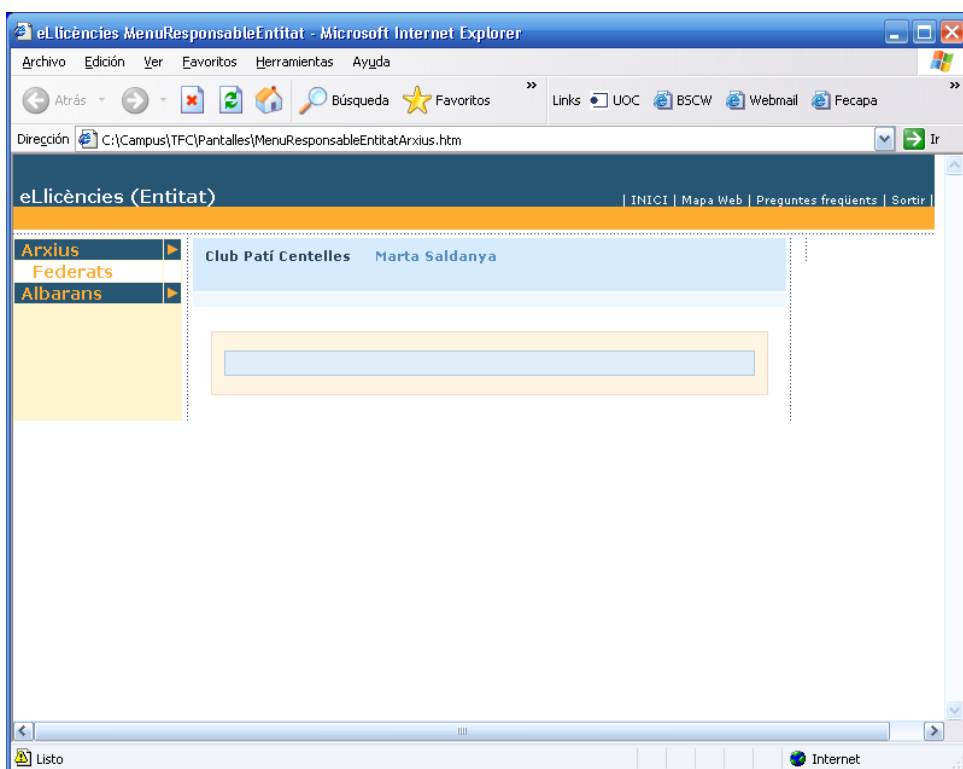 eLlicències MenuResponsableEntitat - Microsoft Internet Explorer
Archivo Edición Ver Favoritos Herramientas Ayuda
Atrás Búsqueda Favoritos » Links UOC BSCW Webmail Fecapa »
Dirección C:\Campus\TFC\Pantalles\MenuResponsableEntitatArxius.htm Ir
eLlicències (Entitat)
| INICI | Mapa Web | Preguntes freqüents | Sortir |
Arxius
Federats
Albarans
Club Patí Centelles Marta Saldanya
Listo Internet